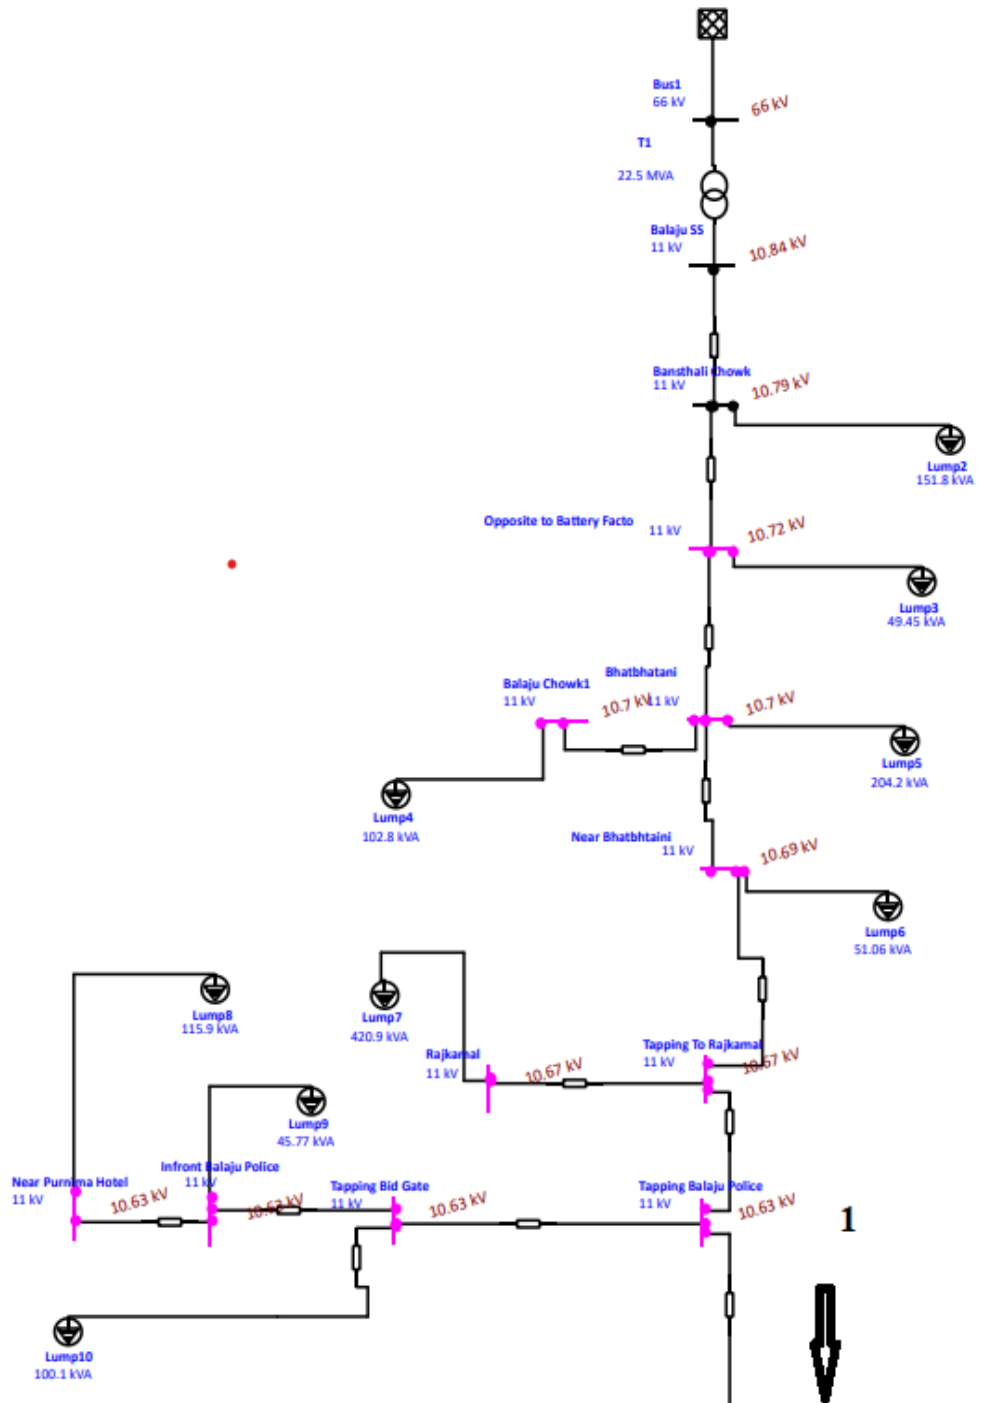 Bus1
66 kV
66 kV
T1
22.5 MVA
Balaju SS
11 kV
10.84 kV
Bansthali Chowk
11 kV
10.79 kV
Lump2
151.8 kVA
Opposite to Battery Facto
11 kV
10.72 kV
Lump3
49.45 kVA
Balaju Chowk1
11 kV
10.7 kV
Bhatbhatani
11 kV
10.7 kV
Lump5
204.2 kVA
Lump4
102.8 kVA
Near Bhatbhtaini
11 kV
10.69 kV
Lump6
51.06 kVA
Lump8
115.9 kVA
Lump7
420.9 kVA
Rajkamal
11 kV
10.67 kV
Tapping To Rajkamal
11 kV
10.67 kV
Lump9
45.77 kVA
Near Purnima Hotel
11 kV
10.63 kV
Infront Balaju Police
11 kV
10.63 kV
Tapping Bid Gate
11 kV
10.63 kV
Tapping Balaju Police
11 kV
10.63 kV
1
Lump10
100.1 kVA